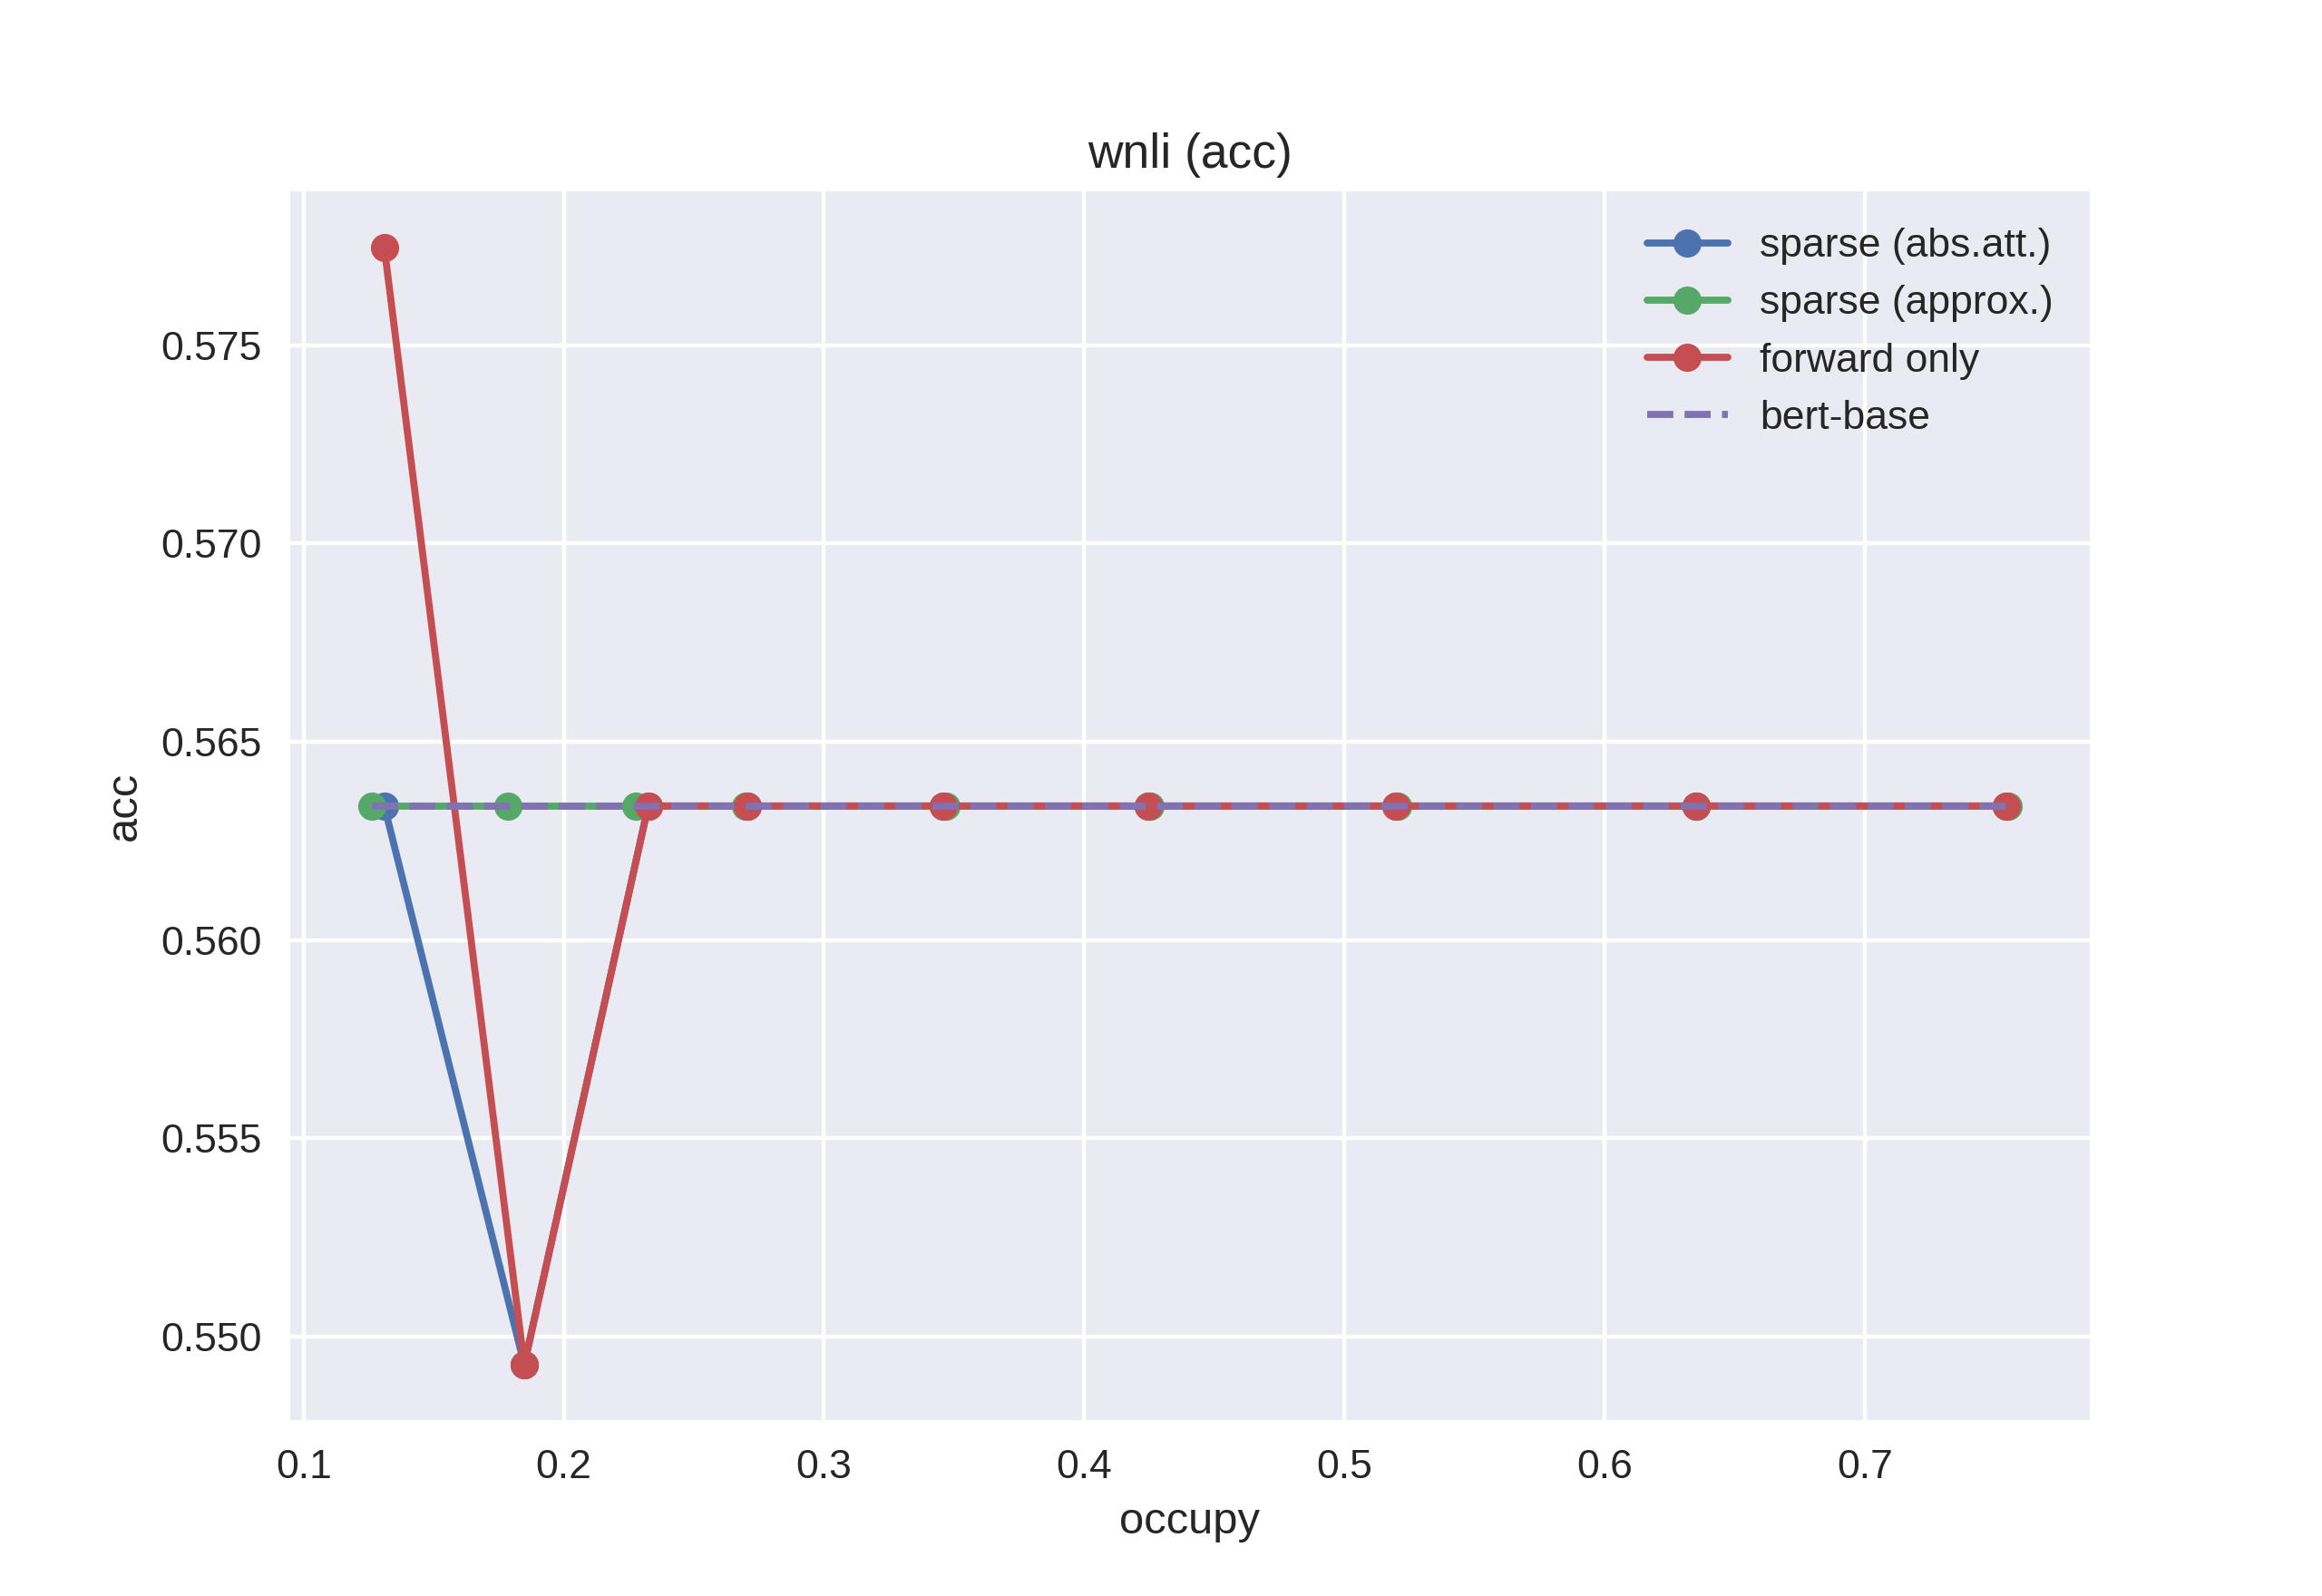 wnli (acc)
sparse (abs.att.)
sparse (approx.)
forward only
bert-base
0.575
0.570
0.565
0.560
0.555
0.550
acc
0.1 0.2 0.3 0.4 0.5 0.6 0.7
occupy